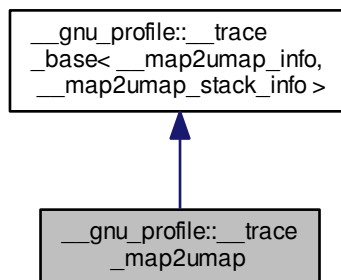 __gnu_profile::__trace
_base< __map2umap_info,
__map2umap_stack_info >
__gnu_profile::__trace
_map2umap